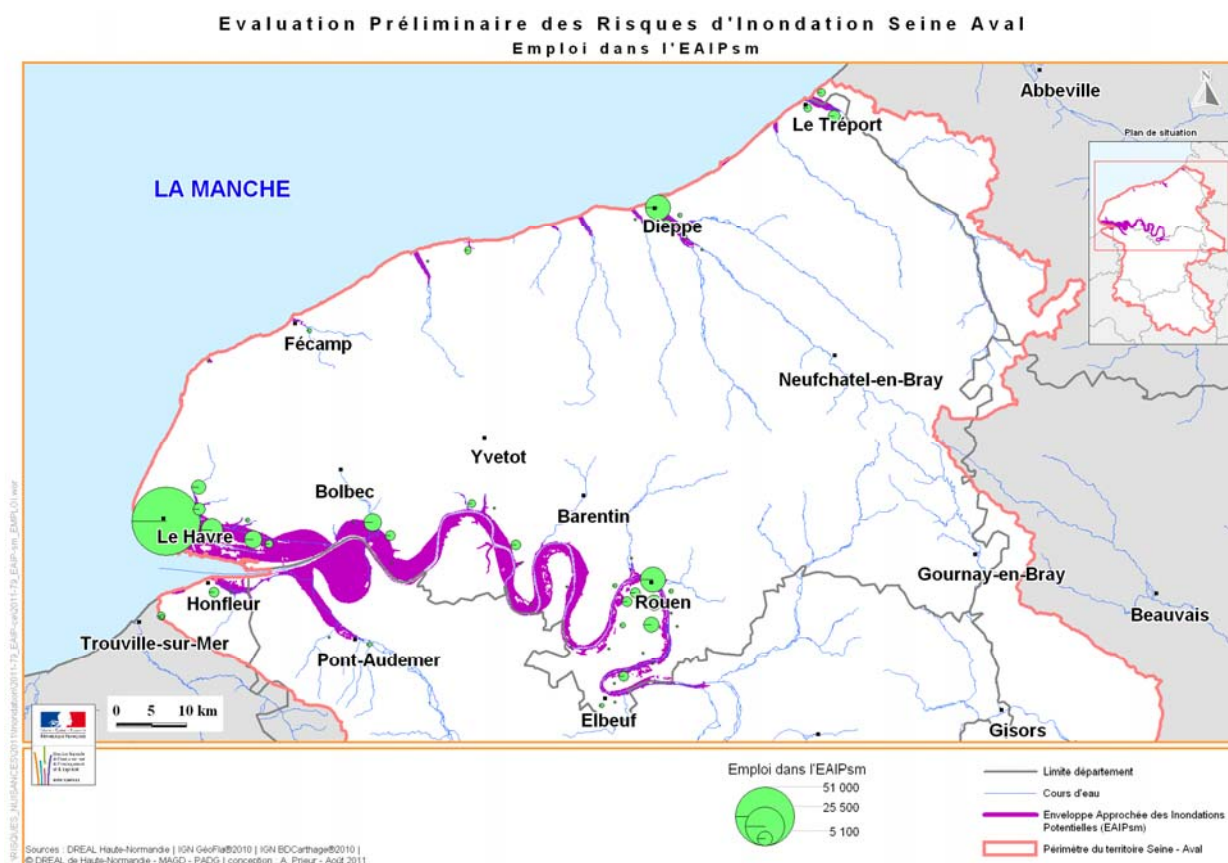 Evaluation Préliminaire des Risques d'Inondation Seine Aval
Emploi dans l'EAIPsm
Abbeville
N
Le Tréport
Plan de situation
LA MANCHE
Dieppe
Fécamp
Neufchatel-en-Bray
Yvetot
Bolbec
Barentin
Le Havre
Gournay-en-Bray
Rouen
Honfleur
Beauvais
Trouville-sur-Mer
Pont-Audemer
0 5 10 km
Elbeuf
Gisors
Emploi dans l'EAIPsm
51 000
25 500
5 100
Limite département
Cours d'eau
Enveloppe Approchée des Inondations
Potentielles (EAIPsm)
Périmètre du territoire Seine - Aval
Sources : DREAL Haute-Normandie | IGN GéoFla®2010 | IGN BDCarthage®2010 |
© DREAL de Haute-Normandie - MAGD - PADG | conception : A. Prieur - Août 2011